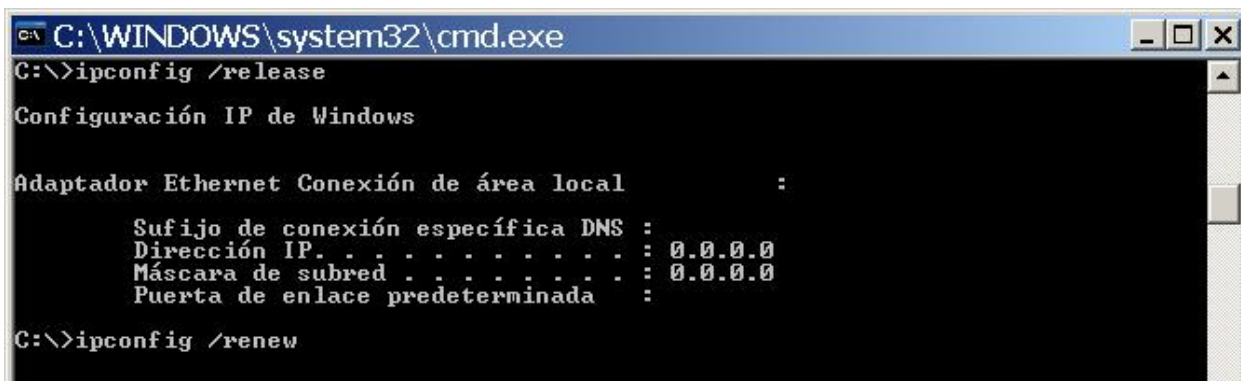 C:\WINDOWS\system32\cmd.exe
C:\>ipconfig /release
Configuración IP de Windows
Adaptador Ethernet Conexión de área local :
Sufijo de conexión específica DNS :
Dirección IP. . . . . . . . . . . : 0.0.0.0
Máscara de subred . . . . . . . . : 0.0.0.0
Puerta de enlace predeterminada :
C:\>ipconfig /renew